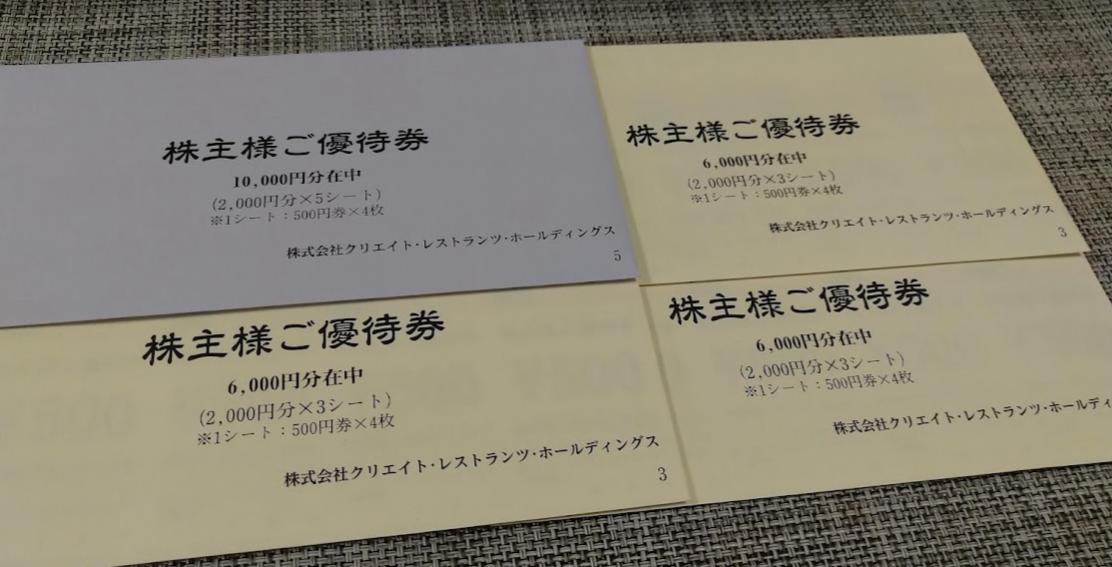 株主様ご優待券
10,000円分在中
(2,000円分×5シート)
※1シート：500円券×4枚
株式会社クリエイト・レストランツ・ホールディングス
5
株主様ご優待券
6,000円分在中
(2,000円分×3シート)
※1シート：500円券×4枚
株式会社クリエイト・レストランツ・ホールディングス
3
株主様ご優待券
6,000円分在中
(2,000円分×3シート)
※1シート：500円券×4枚
株式会社クリエイト・レストランツ・ホールディングス
3
株主様ご優待券
6,000円分在中
(2,000円分×3シート)
※1シート：500円券×4枚
株式会社クリエイト・レストランツ・ホールディ